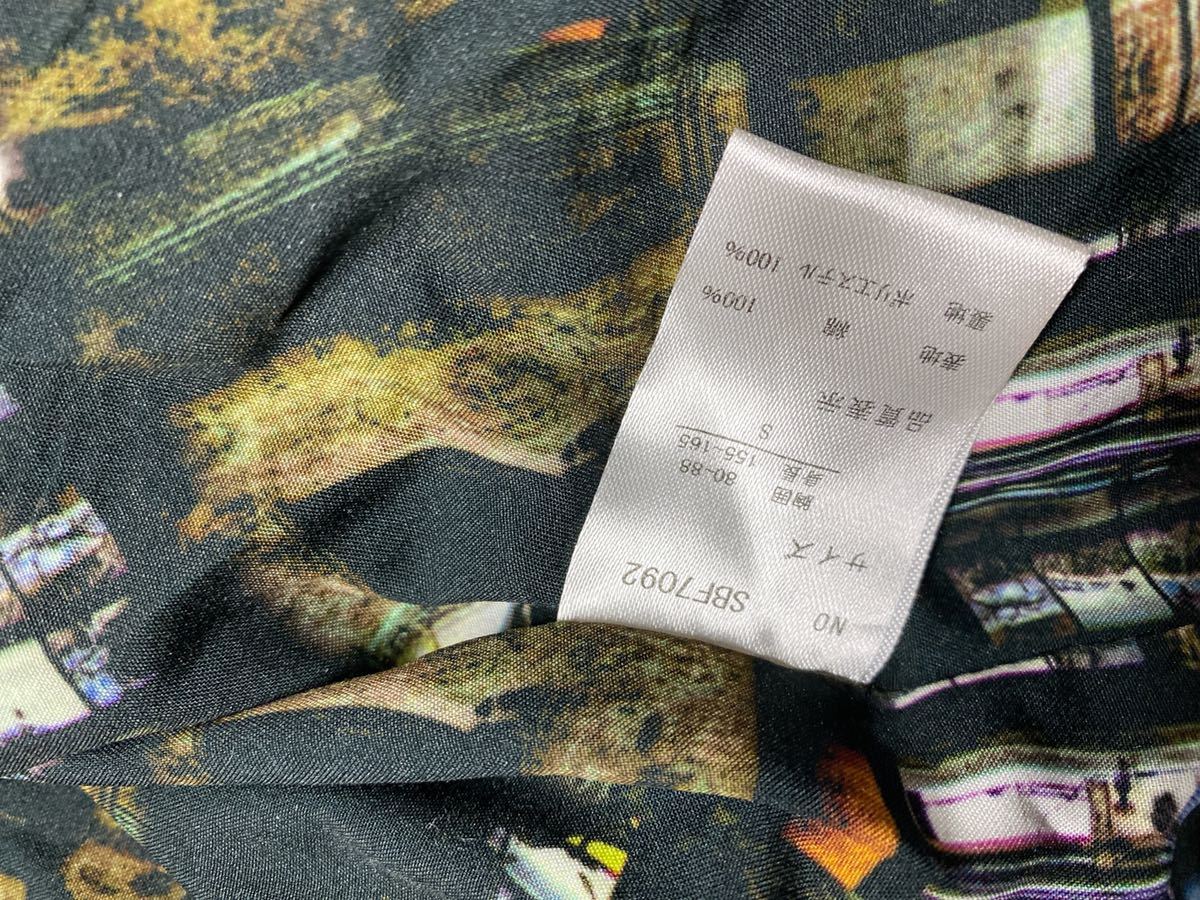 NO SBF7092
サイズ
胸囲 80~88
身長 155~165
S
品質表示
表地 綿 100%
裏地 ポリエステル 100%